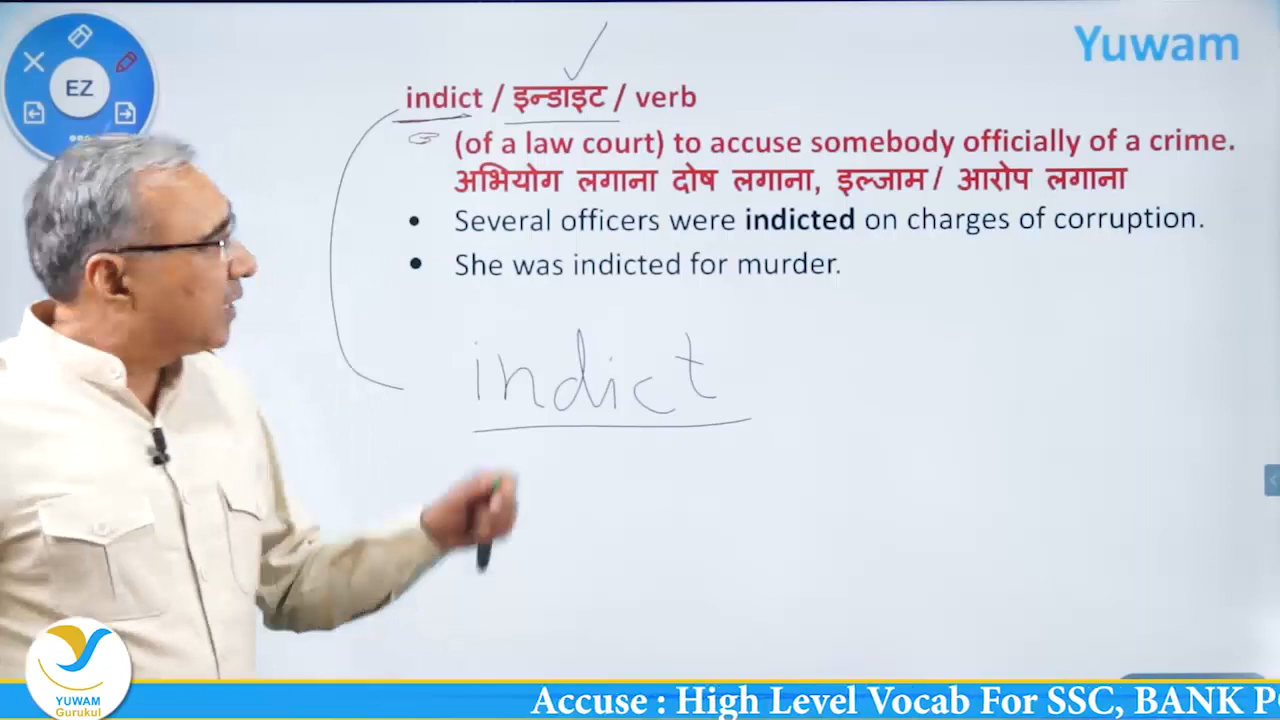 Yuwam
EZ
indict / इन्डाइट / verb
(of a law court) to accuse somebody officially of a crime.
अभियोग लगाना दोष लगाना, इल्जाम / आरोप लगाना
• Several officers were indicted on charges of corruption.
• She was indicted for murder.
indict
YUWAM
Gurukul
Accuse : High Level Vocab For SSC, BANK P